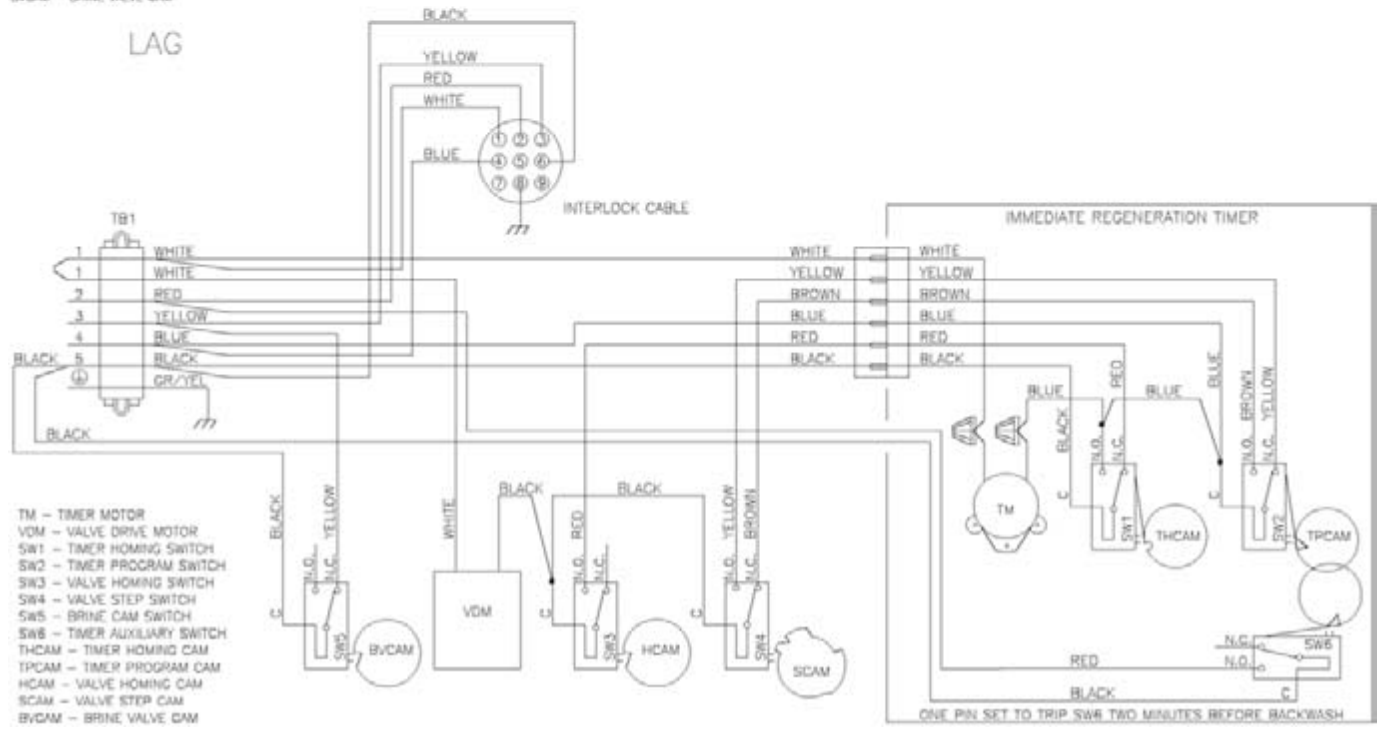 LAG
BLACK
YELLOW
RED
WHITE
BLUE
1 2 3
4 5 6
7 8 9
INTERLOCK CABLE
TB1
IMMEDIATE REGENERATION TIMER
1 WHITE WHITE WHITE
1 WHITE YELLOW YELLOW
2 RED BROWN BROWN
3 YELLOW BLUE BLUE
4 BLUE RED RED
BLACK 5 BLACK BLACK BLACK
GR/YEL
BLUE BLACK RED BLUE BLUE BROWN YELLOW
BLACK
N.O. N.C. N.O. N.C.
C C
TM SW1 THCAM SW2 TPCAM
- - +
BLACK YELLOW WHITE BLACK RED BLACK YELLOW BROWN
N.O. N.C. N.O. N.C. N.O. N.C.
C C C
SW5 BVCAM VDM SW3 HCAM SW4 SCAM
N.C. SW6
RED N.O.
BLACK C
ONE PIN SET TO TRIP SW6 TWO MINUTES BEFORE BACKWASH
TM - TIMER MOTOR
VDM - VALVE DRIVE MOTOR
SW1 - TIMER HOMING SWITCH
SW2 - TIMER PROGRAM SWITCH
SW3 - VALVE HOMING SWITCH
SW4 - VALVE STEP SWITCH
SW5 - BRINE CAM SWITCH
SW6 - TIMER AUXILIARY SWITCH
THCAM - TIMER HOMING CAM
TPCAM - TIMER PROGRAM CAM
HCAM - VALVE HOMING CAM
SCAM - VALVE STEP CAM
BVCAM - BRINE VALVE CAM